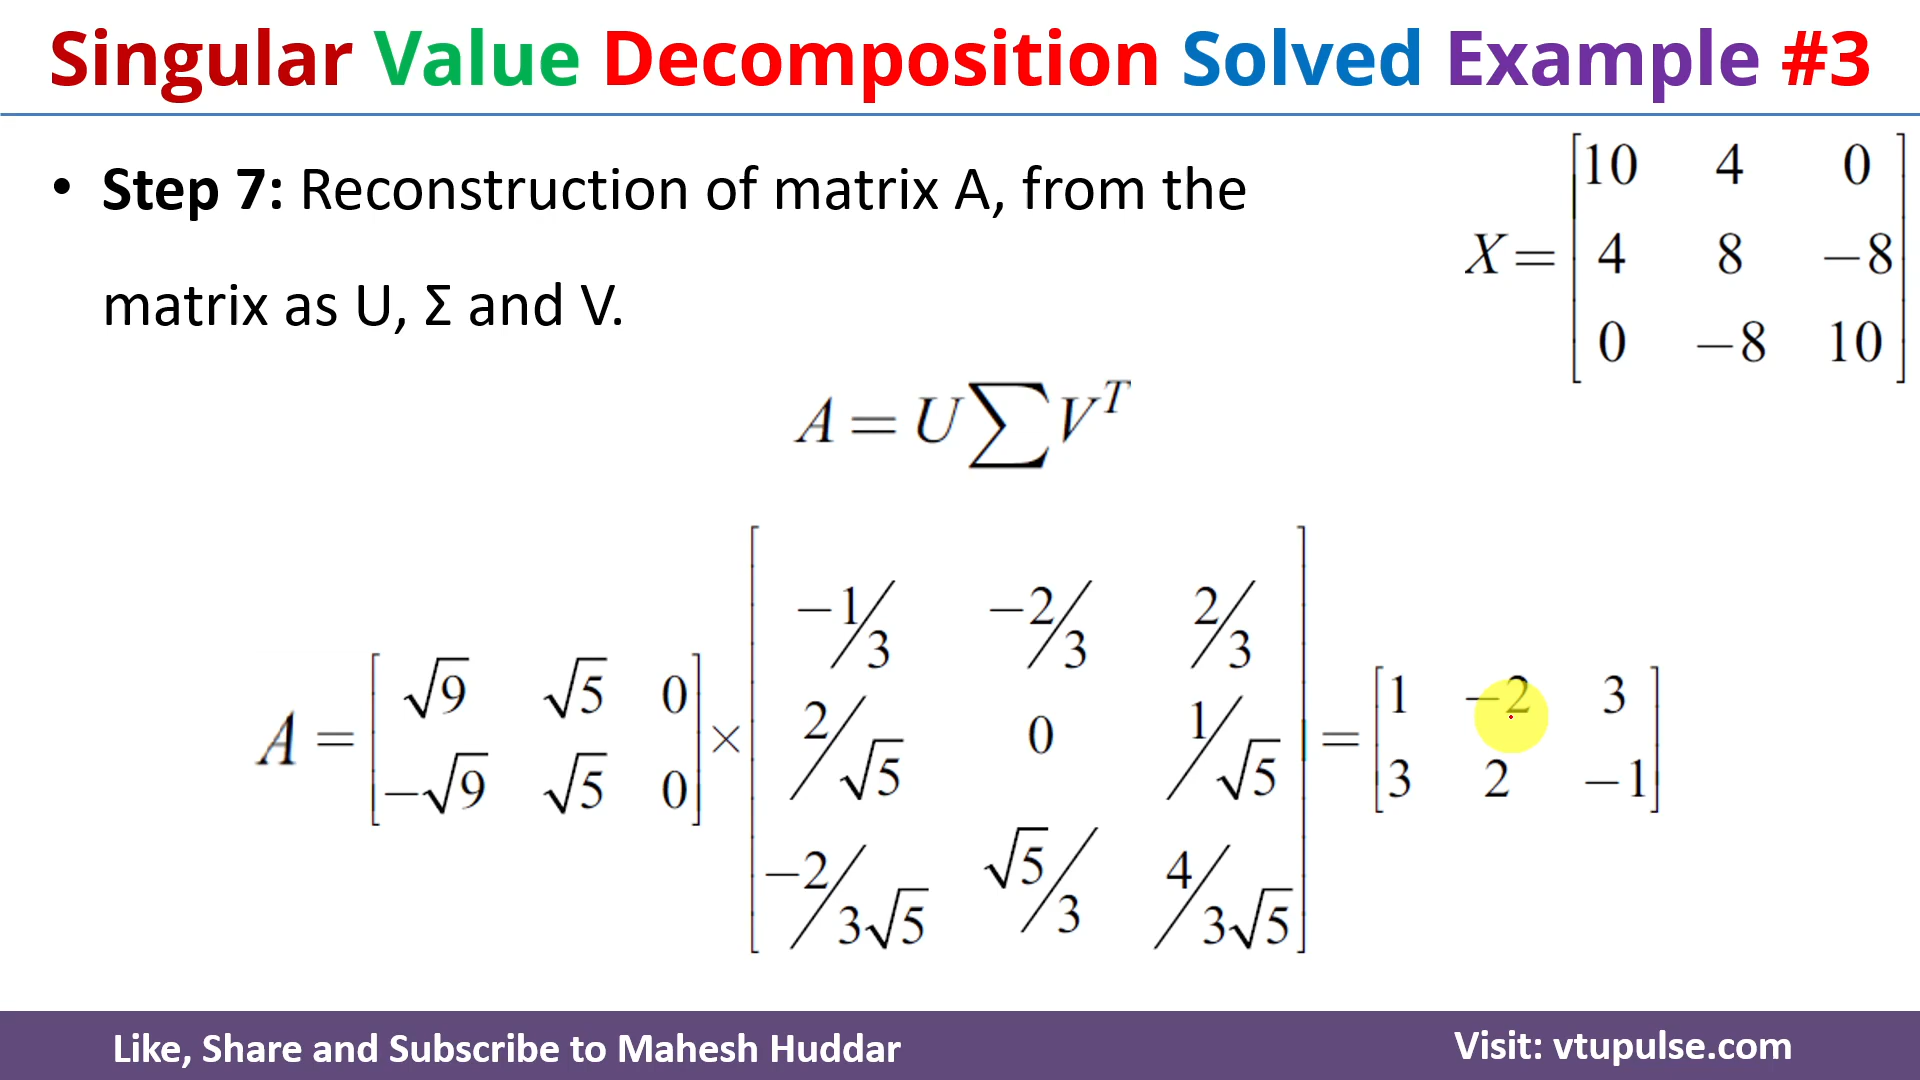 Singular Value Decomposition Solved Example #3
• Step 7: Reconstruction of matrix A, from the
matrix as U, Σ and V.
X = [10 4 0
4 8 −8
0 −8 10]
A = U∑V^T
A = [√9 √5 0
−√9 √5 0] × [−1/3 −2/3 2/3
2/√5 0 1/√5
−2/3√5 √5/3 4/3√5] = [1 −2 3
3 2 −1]
Like, Share and Subscribe to Mahesh Huddar
Visit: vtupulse.com